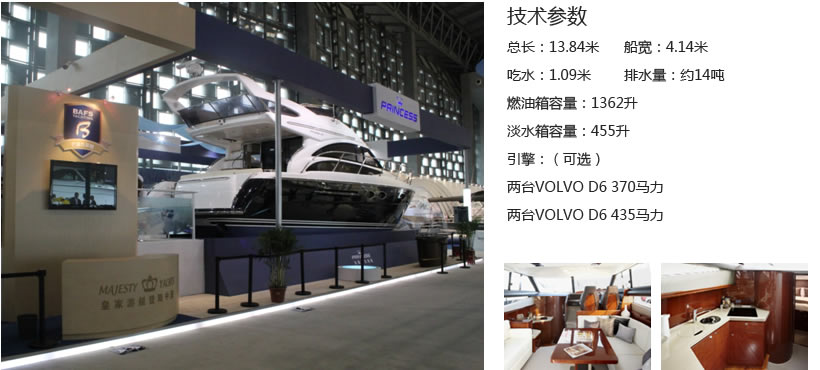 BAFS
PRINCESS
MAJESTY YACHTS
技术参数
总长：13.84米 船宽：4.14米
吃水：1.09米 排水量：约14吨
燃油箱容量：1362升
淡水箱容量：455升
引擎：（可选）
两台VOLVO D6 370马力
两台VOLVO D6 435马力